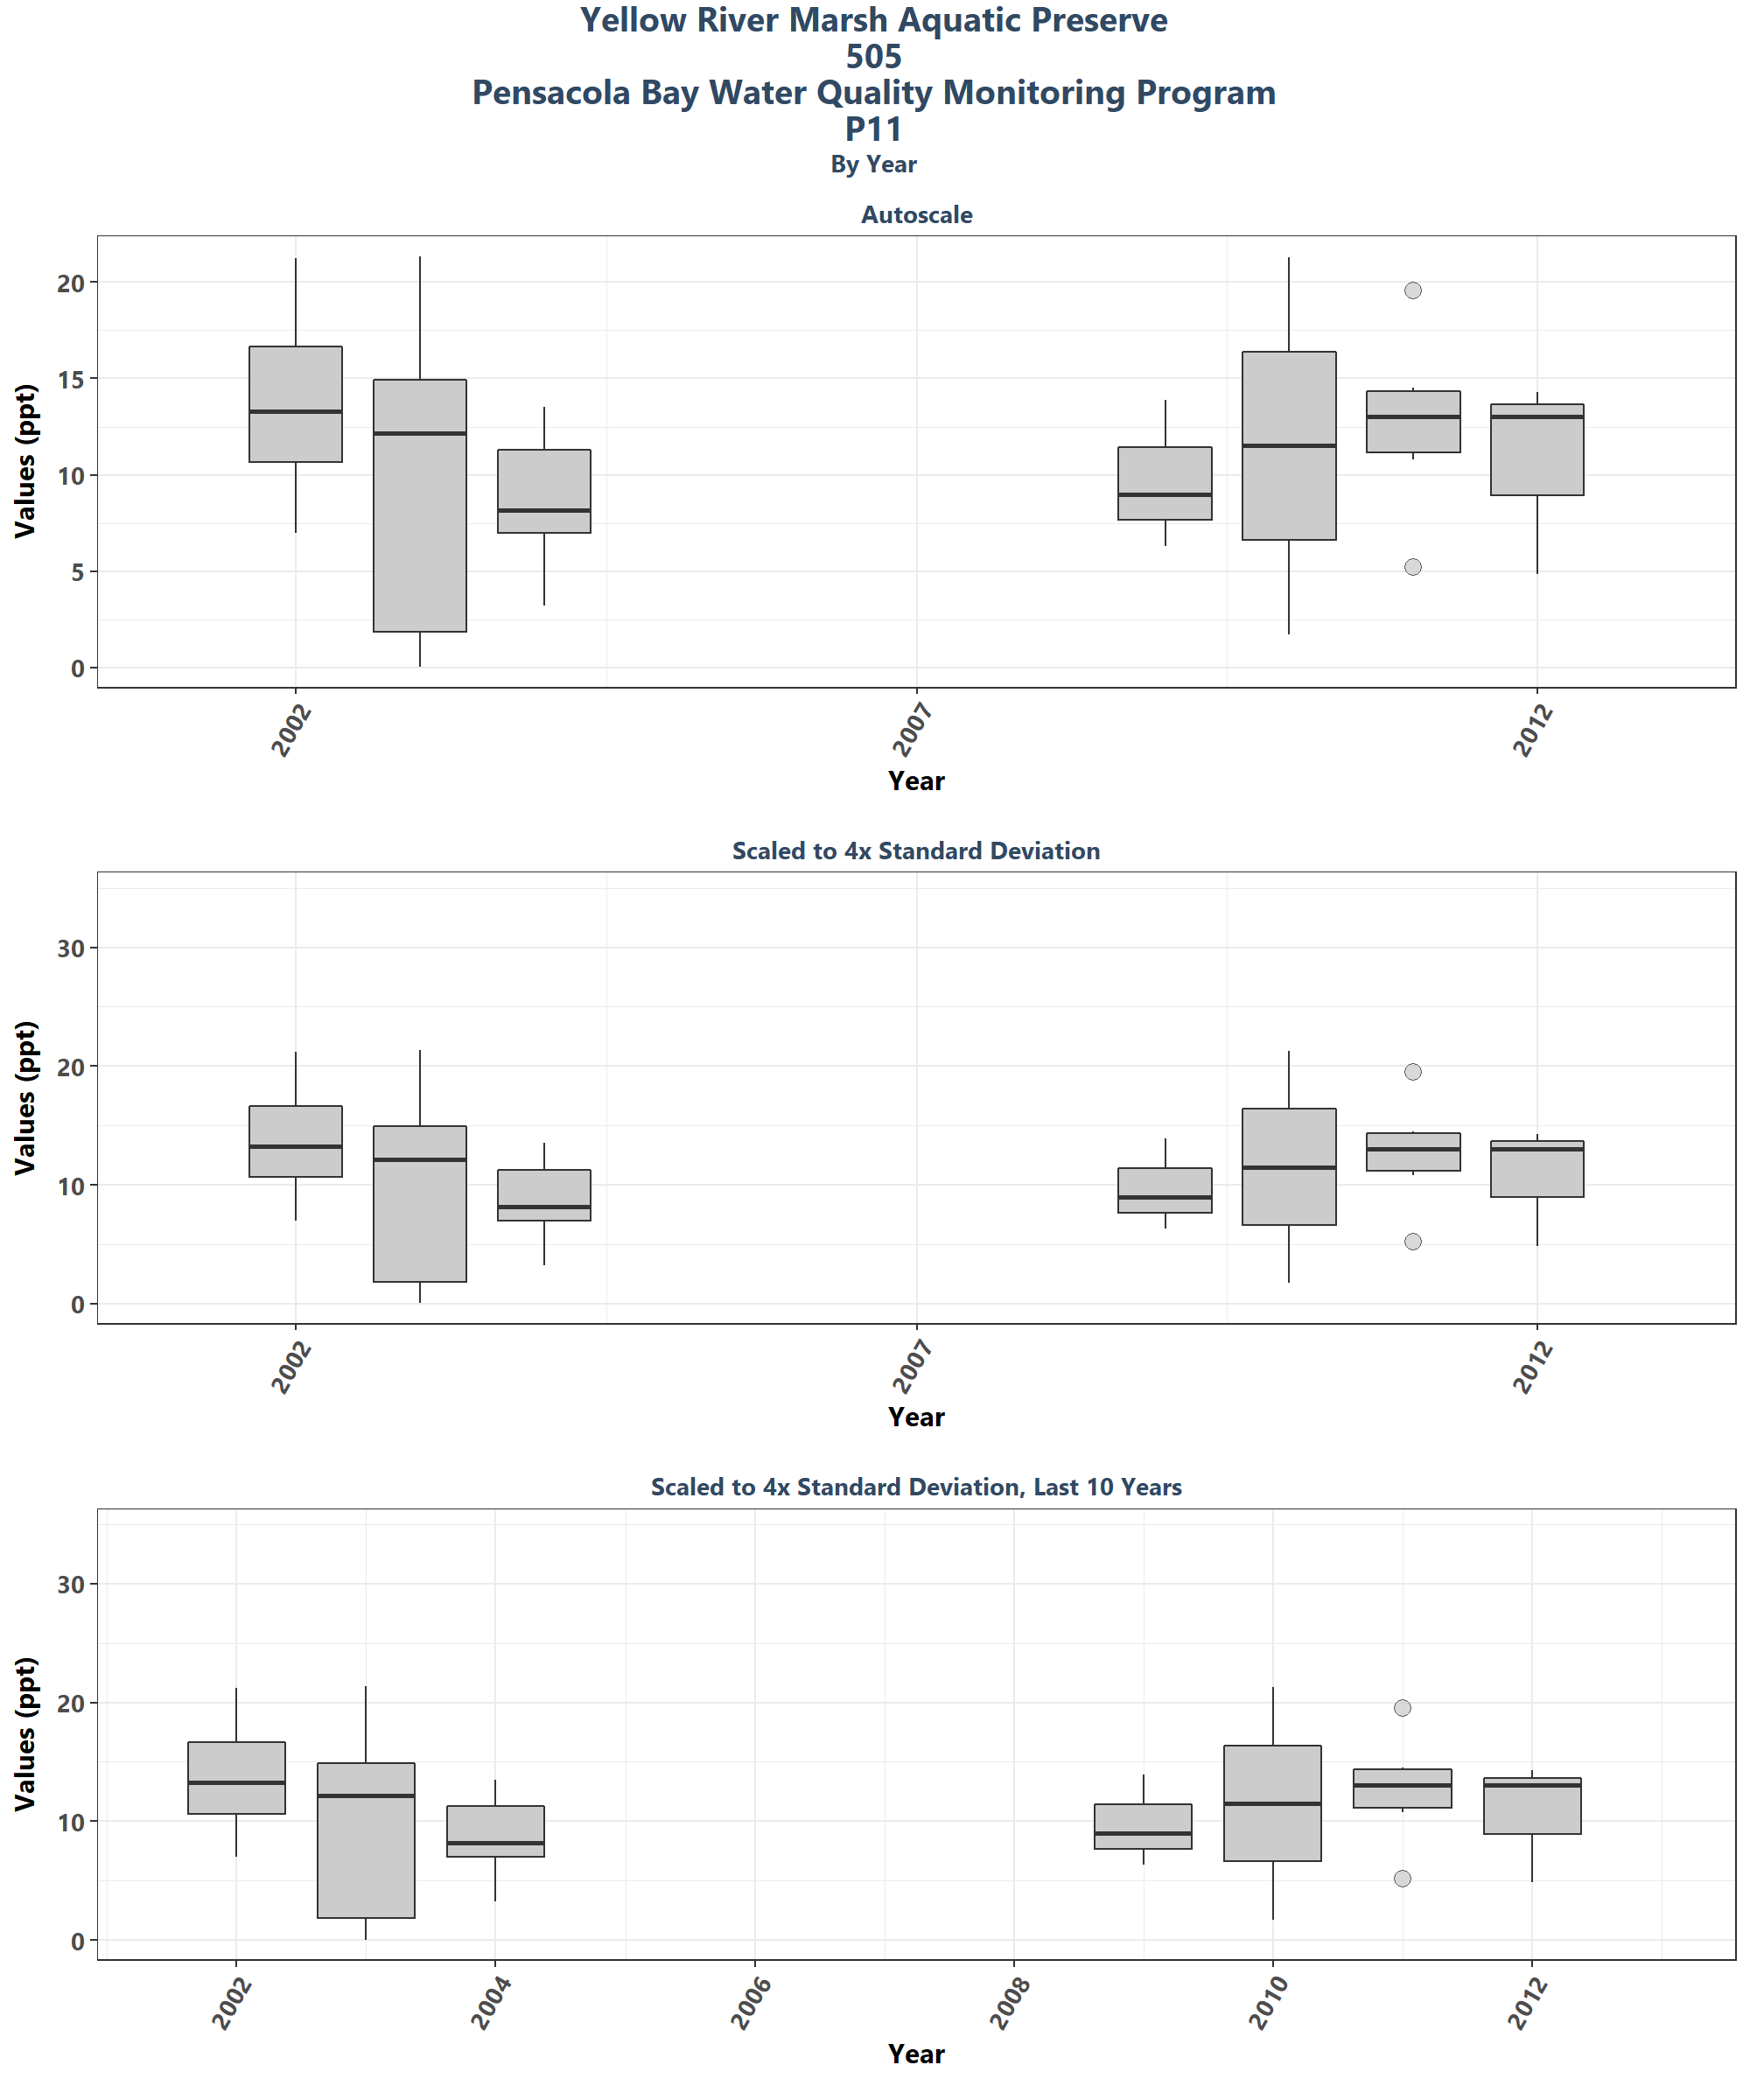 Yellow River Marsh Aquatic Preserve
505
Pensacola Bay Water Quality Monitoring Program
P11
By Year
Autoscale
Values (ppt)
20
15
10
5
0
2002
2007
2012
Year
Scaled to 4x Standard Deviation
Values (ppt)
30
20
10
0
2002
2007
2012
Year
Scaled to 4x Standard Deviation, Last 10 Years
Values (ppt)
30
20
10
0
2002
2004
2006
2008
2010
2012
Year